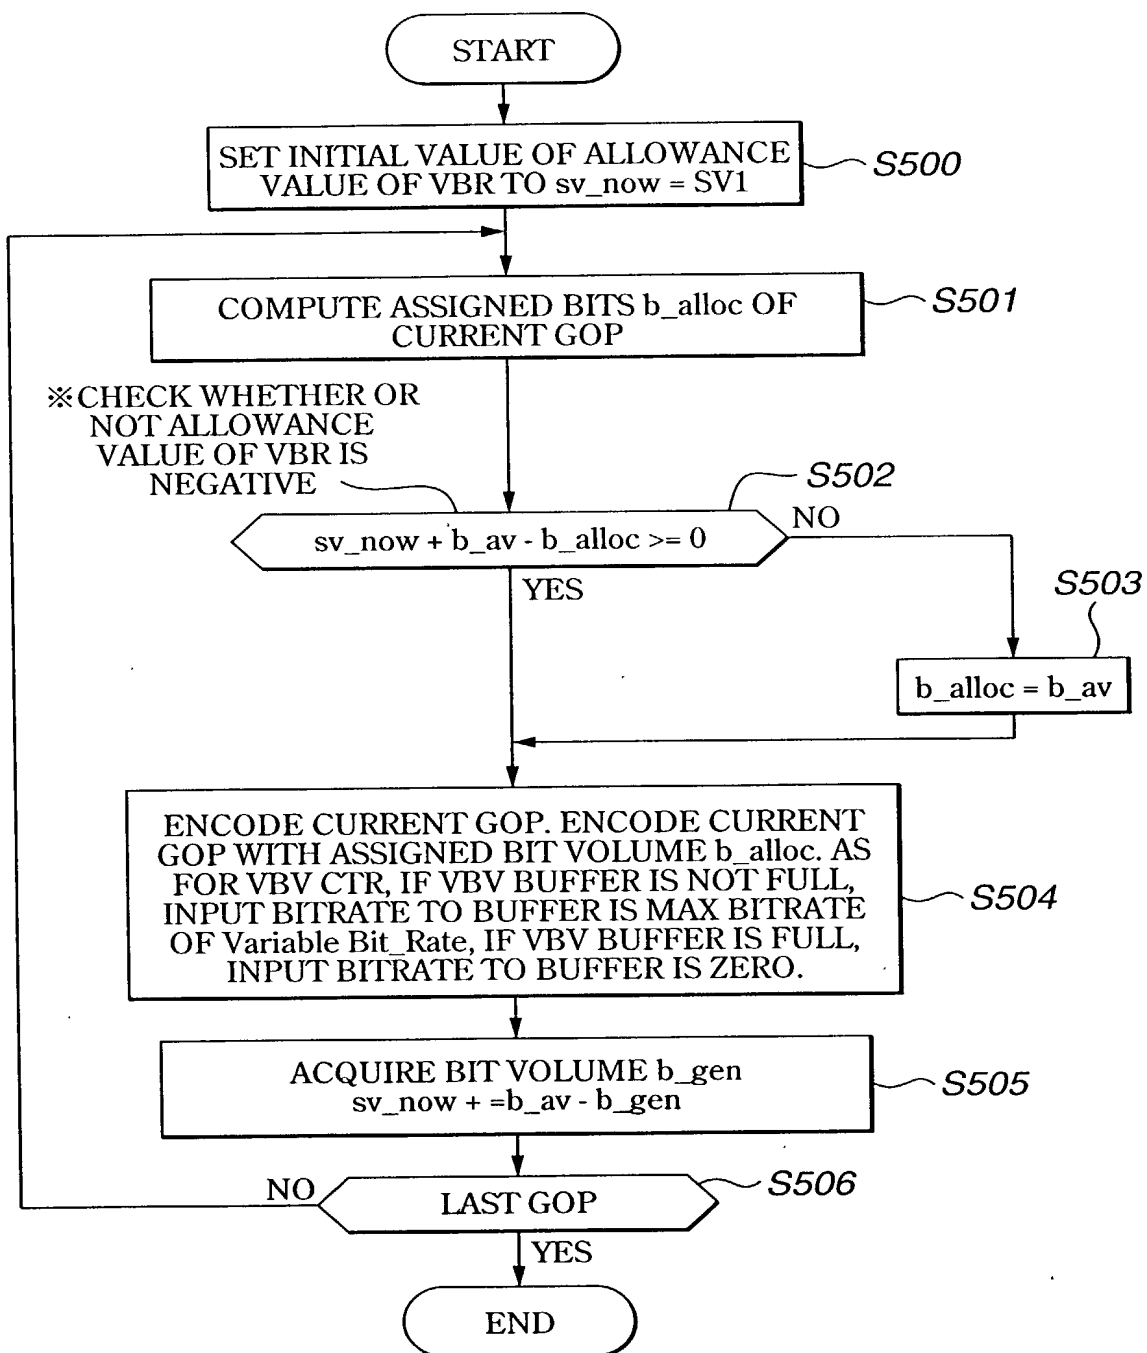 START
SET INITIAL VALUE OF ALLOWANCE
VALUE OF VBR TO sv_now = SV1
S500
COMPUTE ASSIGNED BITS b_alloc OF
CURRENT GOP
S501
※CHECK WHETHER OR
NOT ALLOWANCE
VALUE OF VBR IS
NEGATIVE
S502
sv_now + b_av - b_alloc >= 0
NO
YES
S503
b_alloc = b_av
ENCODE CURRENT GOP. ENCODE CURRENT
GOP WITH ASSIGNED BIT VOLUME b_alloc. AS
FOR VBV CTR, IF VBV BUFFER IS NOT FULL,
INPUT BITRATE TO BUFFER IS MAX BITRATE
OF Variable Bit_Rate, IF VBV BUFFER IS FULL,
INPUT BITRATE TO BUFFER IS ZERO.
S504
ACQUIRE BIT VOLUME b_gen
sv_now + =b_av - b_gen
S505
NO
LAST GOP
S506
YES
END